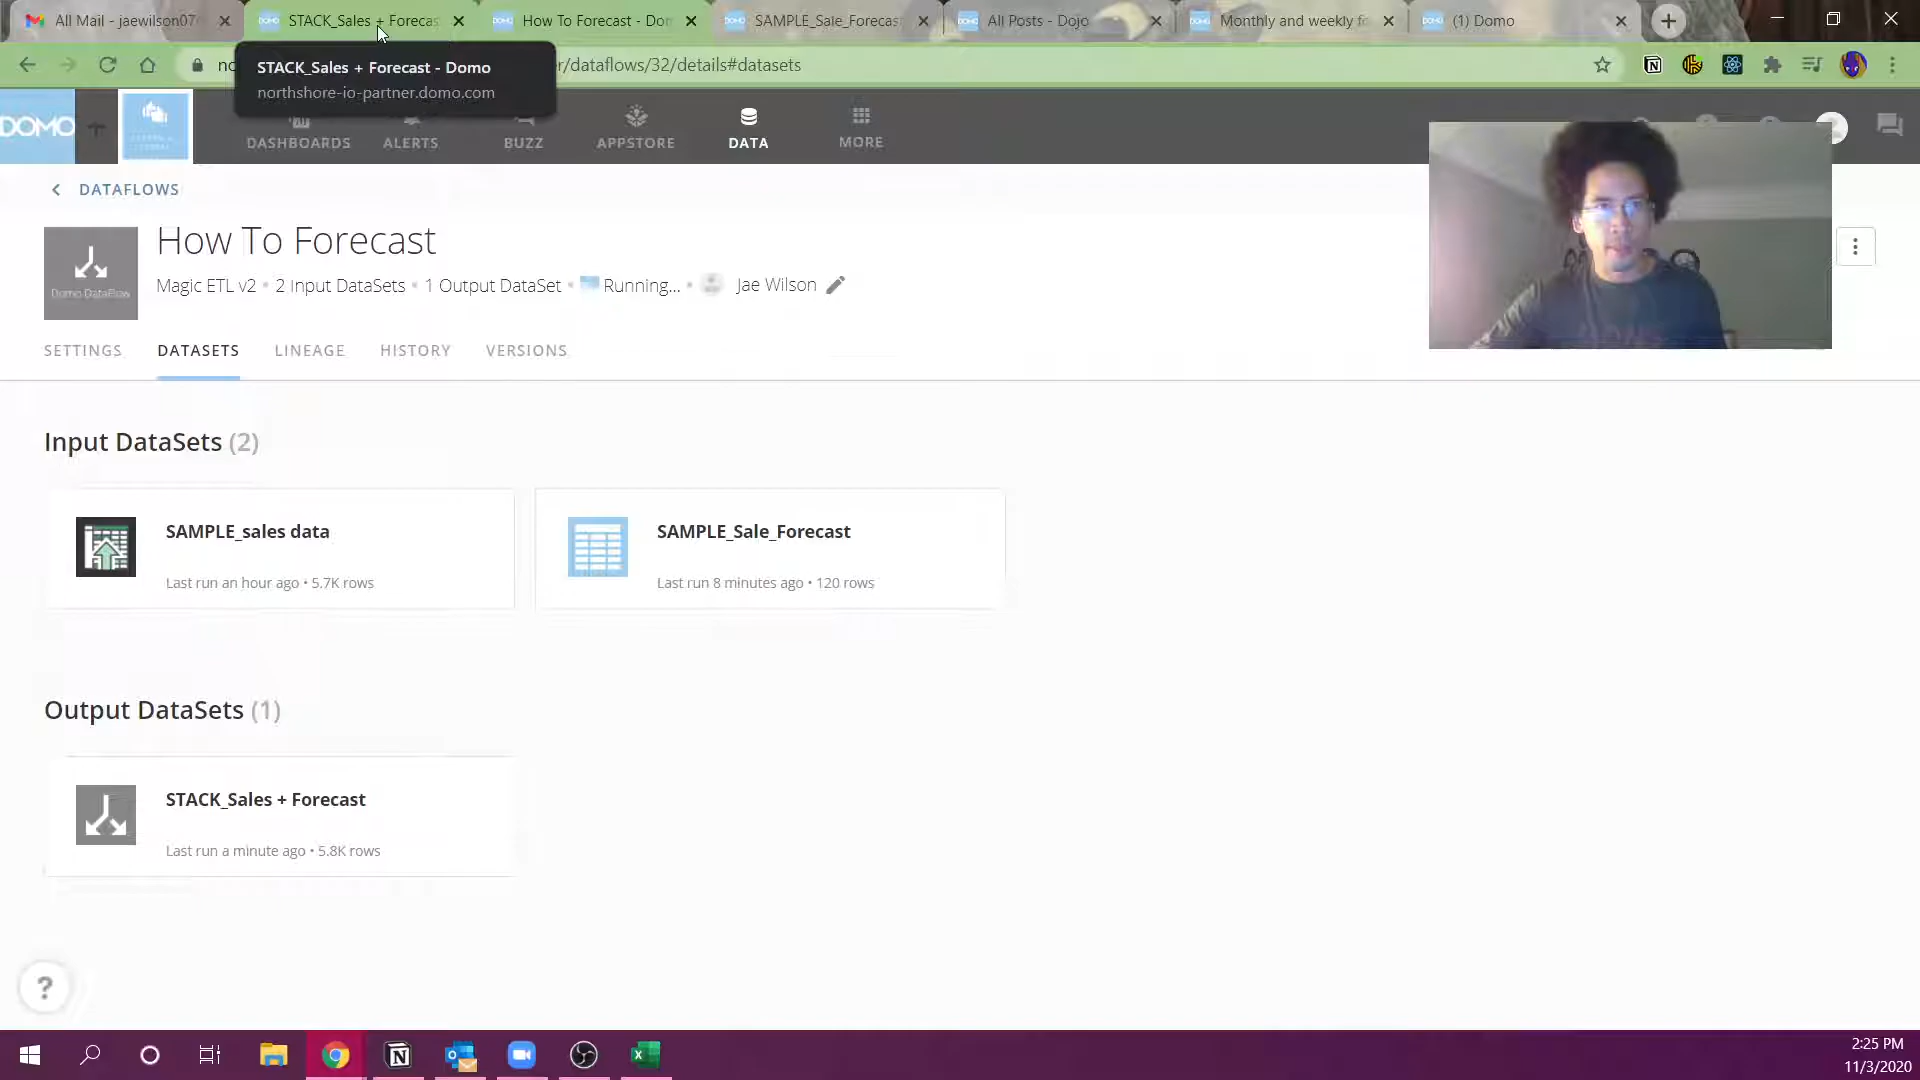 All Mail - jaewilson07
STACK_Sales + Forecas
How To Forecast - Dom
SAMPLE_Sale_Forecas
All Posts - Dojo
Monthly and weekly fo
(1) Domo
/dataflows/32/details#datasets
STACK_Sales + Forecast - Domo
northshore-io-partner.domo.com
DOMO
DASHBOARDS
ALERTS
BUZZ
APPSTORE
DATA
MORE
DATAFLOWS
How To Forecast
Domo DataFlow
Magic ETL v2 • 2 Input DataSets • 1 Output DataSet • Running... • Jae Wilson
SETTINGS
DATASETS
LINEAGE
HISTORY
VERSIONS
Input DataSets (2)
SAMPLE_sales data
Last run an hour ago • 5.7K rows
SAMPLE_Sale_Forecast
Last run 8 minutes ago • 120 rows
Output DataSets (1)
STACK_Sales + Forecast
Last run a minute ago • 5.8K rows
?
2:25 PM
11/3/2020